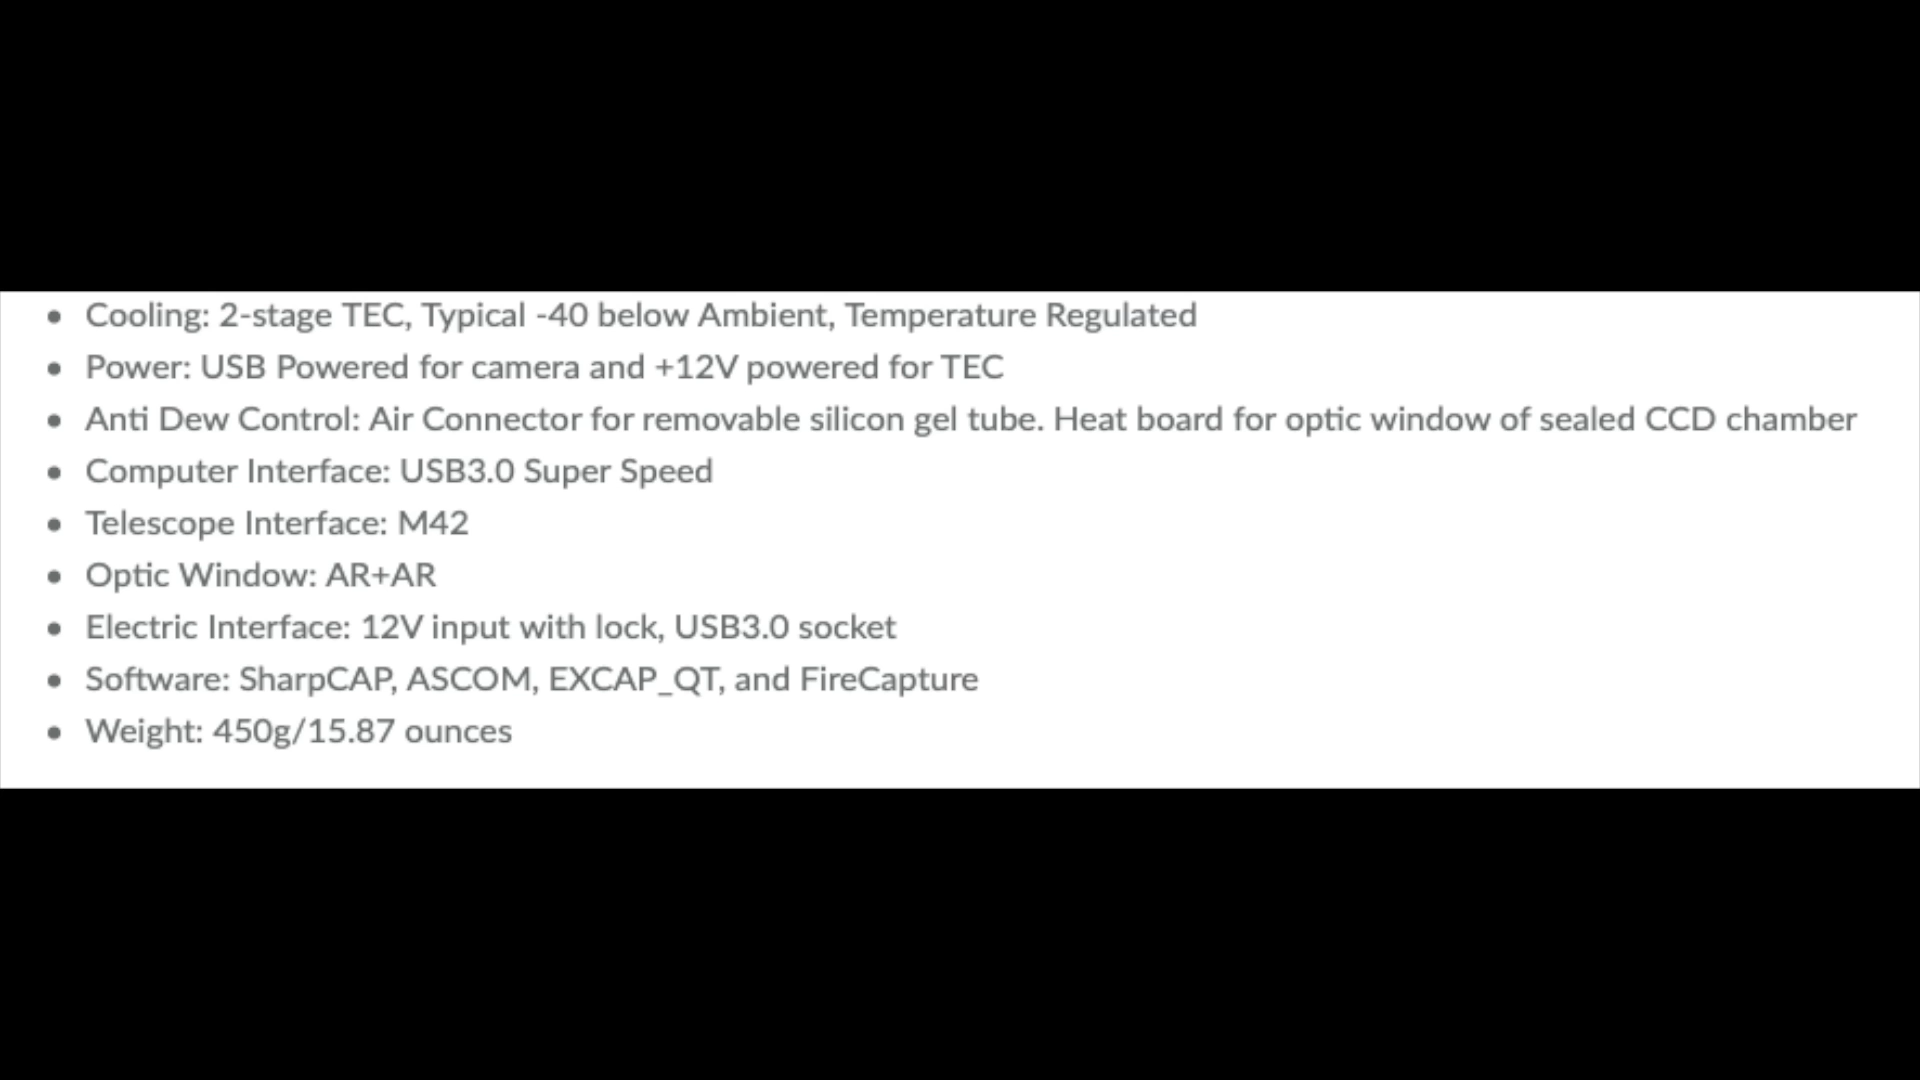 • Cooling: 2-stage TEC, Typical -40 below Ambient, Temperature Regulated
• Power: USB Powered for camera and +12V powered for TEC
• Anti Dew Control: Air Connector for removable silicon gel tube. Heat board for optic window of sealed CCD chamber
• Computer Interface: USB3.0 Super Speed
• Telescope Interface: M42
• Optic Window: AR+AR
• Electric Interface: 12V input with lock, USB3.0 socket
• Software: SharpCAP, ASCOM, EXCAP_QT, and FireCapture
• Weight: 450g/15.87 ounces